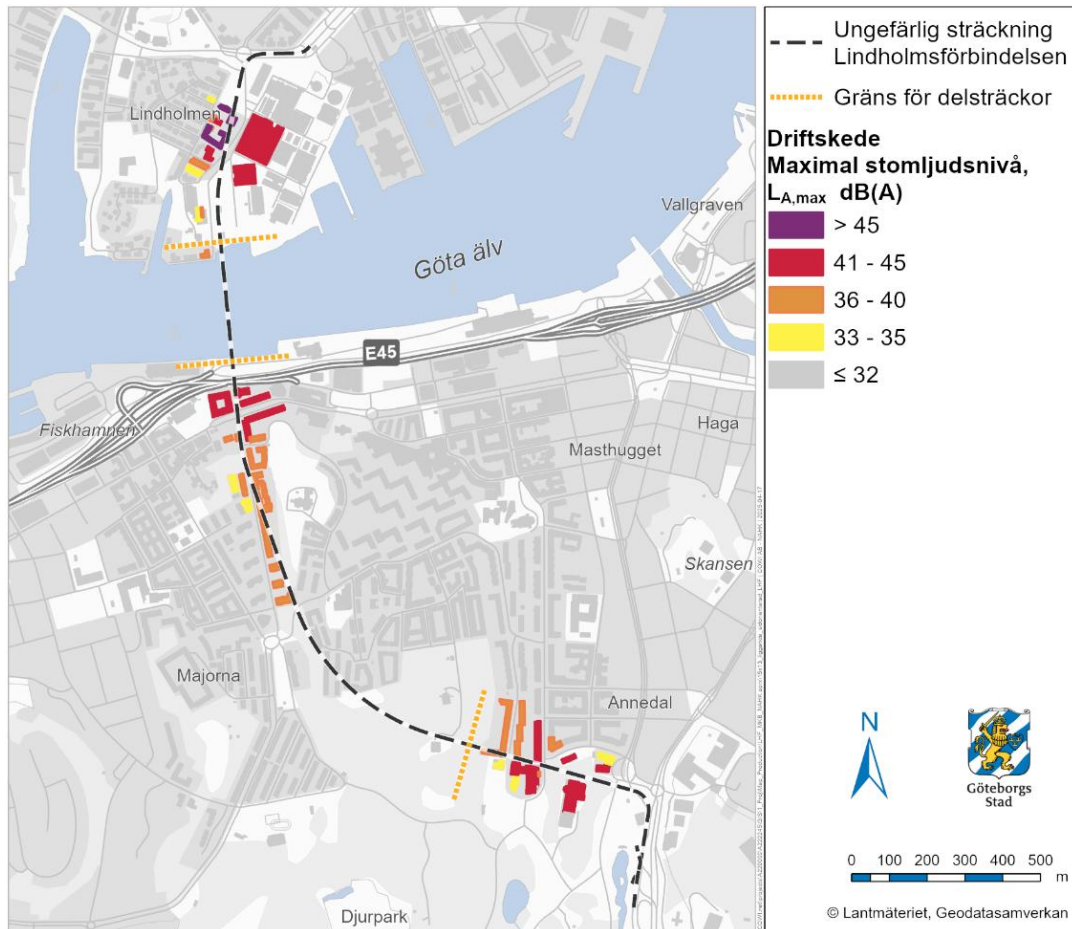 Lindholmen
Vallgraven
Göta älv
E45
Fiskhamnen
Haga
Masthugget
Skansen
Majorna
Annedal
Djurpark
Ungefärlig sträckning
Lindholmsförbindelsen
Gräns för delsträckor
Driftskede
Maximal stomljudsnivå,
LA,max dB(A)
> 45
41 - 45
36 - 40
33 - 35
≤ 32
N
Göteborgs
Stad
0 100 200 300 400 500
m
© Lantmäteriet, Geodatasamverkan